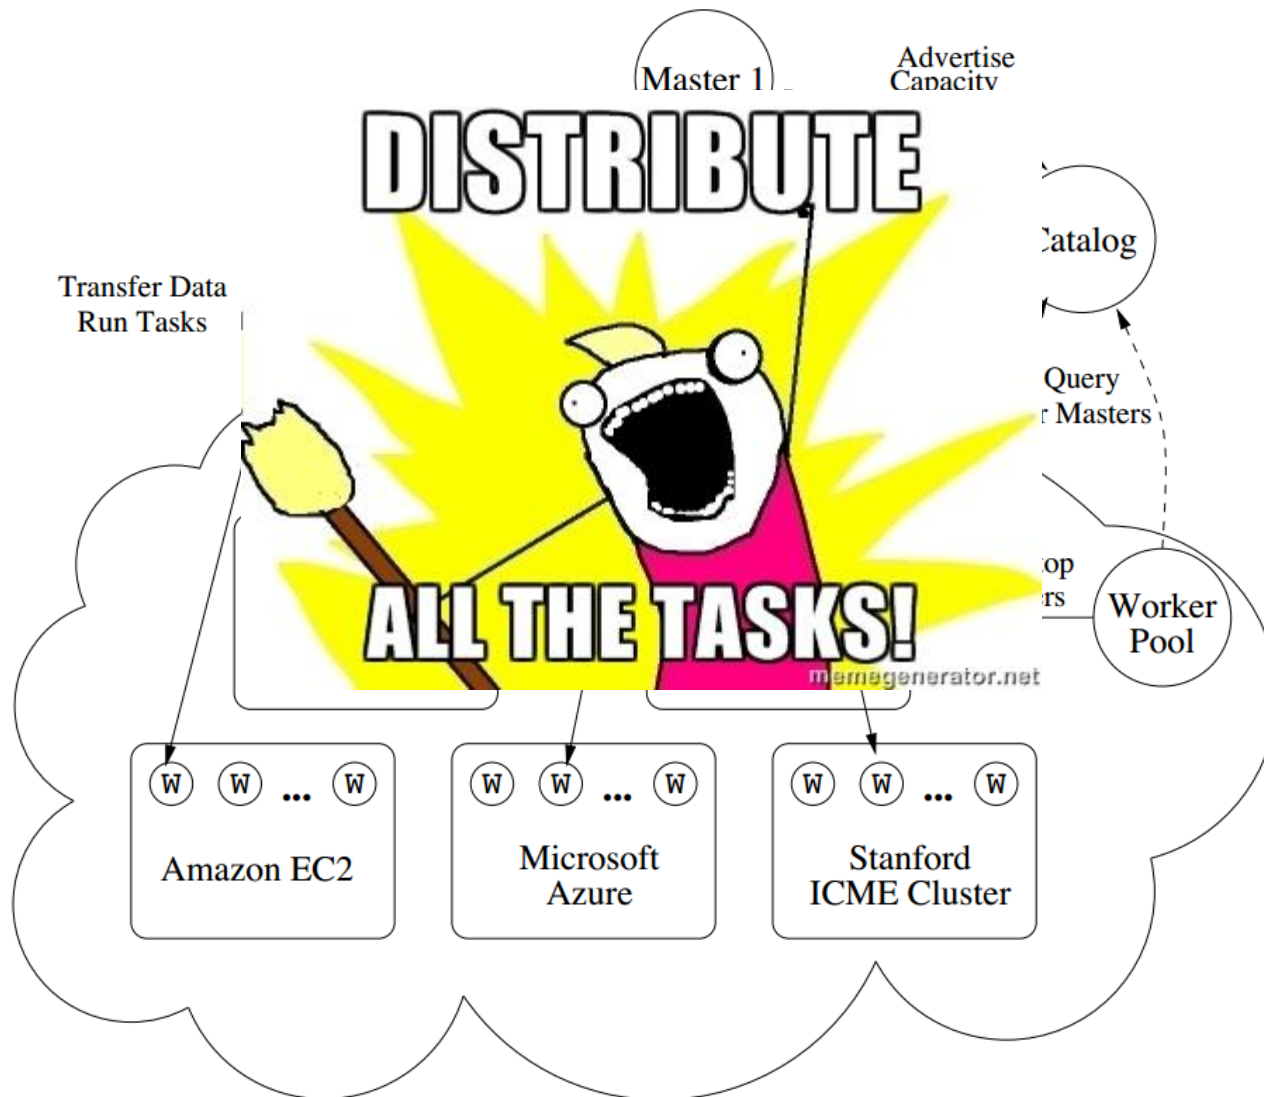 Master 1
Advertise
Capacity
DISTRIBUTE
Catalog
Transfer Data
Run Tasks
Query
Masters
ALL THE TASKS!
memegenerator.net
Worker
Pool
W W ... W
Amazon EC2
W W ... W
Microsoft
Azure
W W ... W
Stanford
ICME Cluster